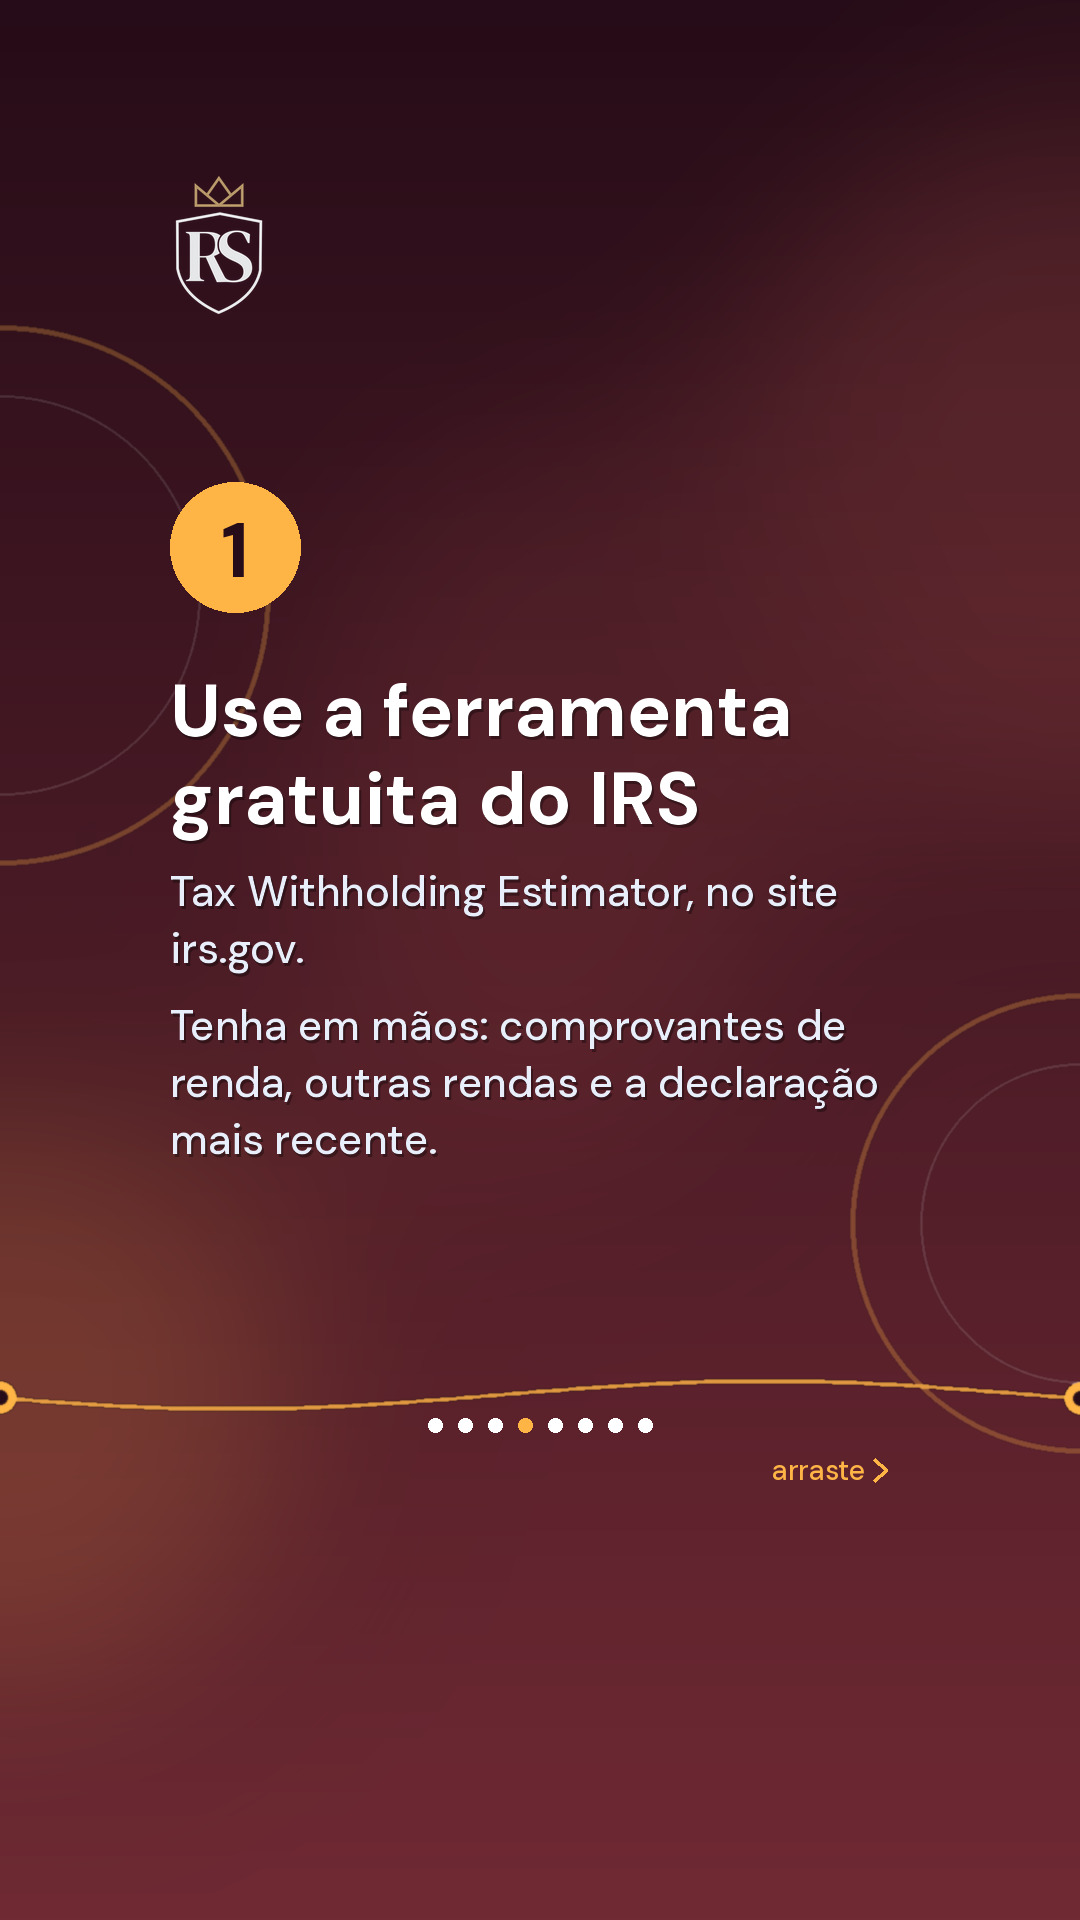 RS
1
Use a ferramenta
gratuita do IRS
Tax Withholding Estimator, no site
irs.gov.
Tenha em mãos: comprovantes de
renda, outras rendas e a declaração
mais recente.
arraste